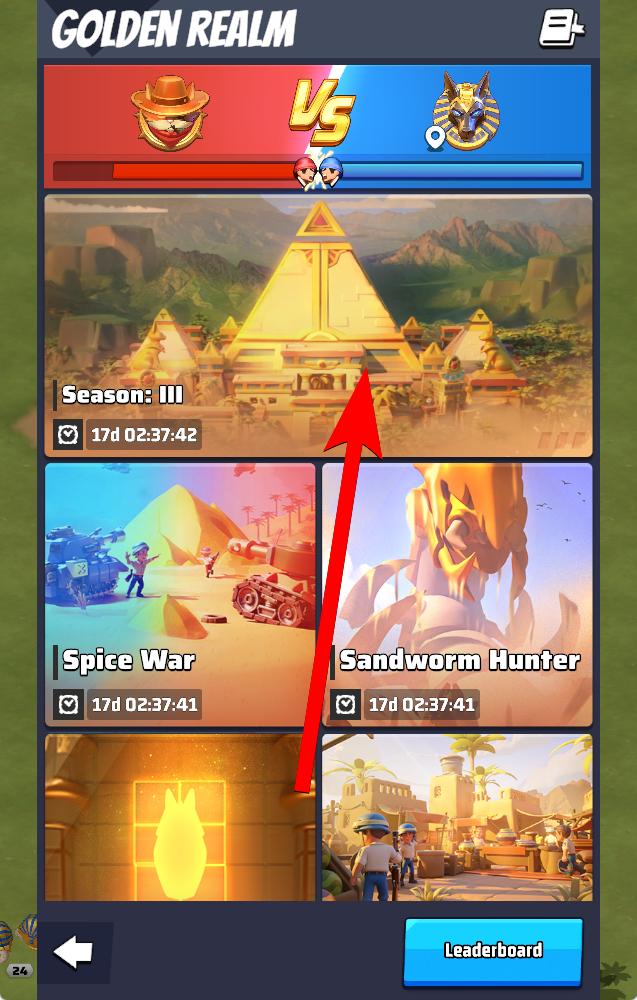 GOLDEN REALM
VS
Season: III
17d 02:37:42
Spice War
17d 02:37:41
Sandworm Hunter
17d 02:37:41
24
Leaderboard